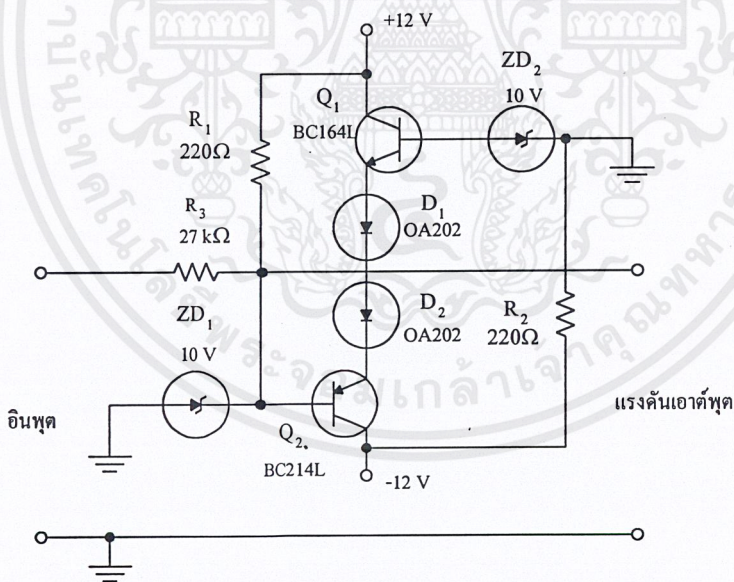 +12 V
ZD2
10 V
Q1
BC164L
R1
220Ω
R3
27 kΩ
D1
OA202
D2
OA202
R2
220Ω
ZD1
10 V
อินพุต
Q2.
BC214L
-12 V
แรงดันเอาต์พุต